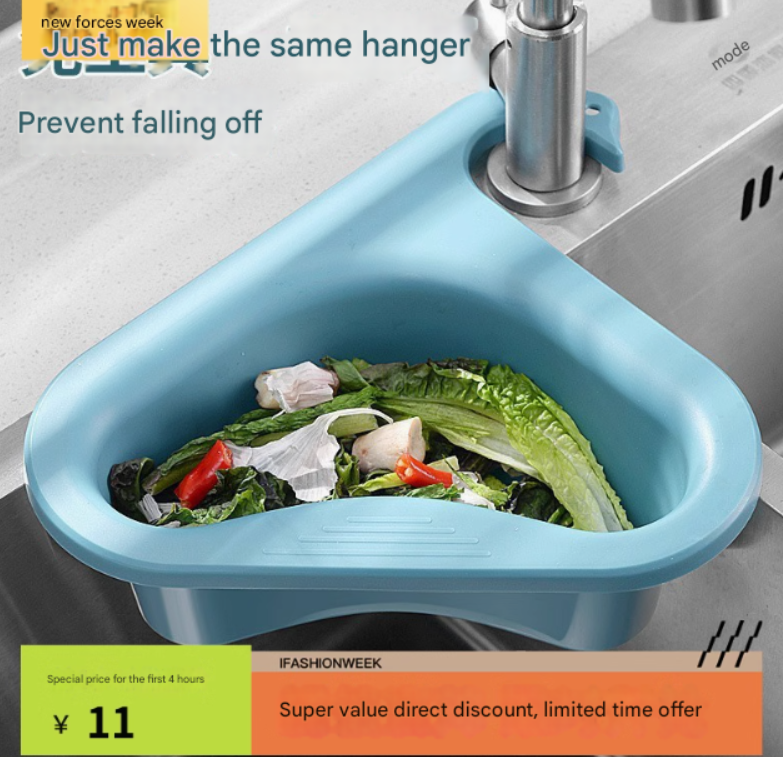 new forces week
Just make the same hanger
Prevent falling off
mode
Special price for the first 4 hours
¥ 11
IFASHIONWEEK
Super value direct discount, limited time offer